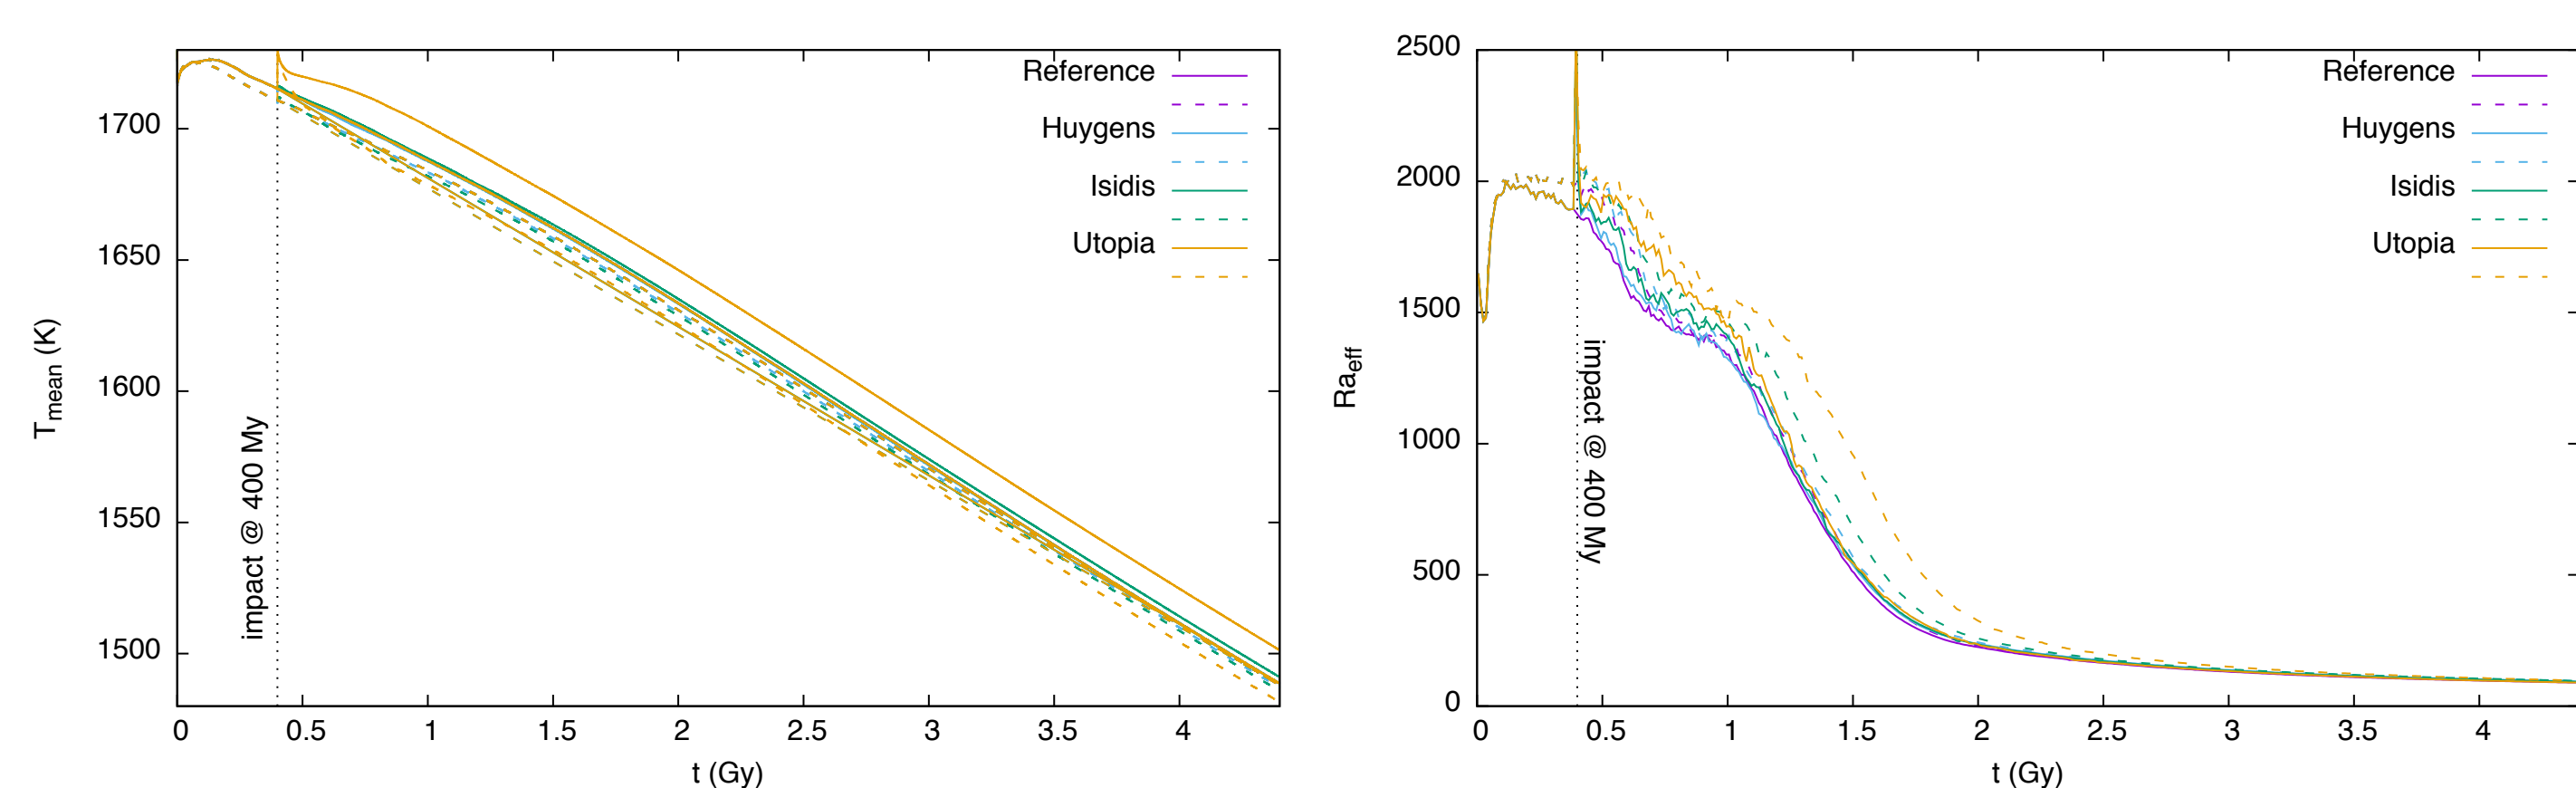 1700
1650
1600
1550
1500
T_mean (K)
impact @ 400 My
Reference
Huygens
Isidis
Utopia
0 0.5 1 1.5 2 2.5 3 3.5 4
t (Gy)
2500
2000
1500
1000
500
0
Ra_eff
impact @ 400 My
Reference
Huygens
Isidis
Utopia
0 0.5 1 1.5 2 2.5 3 3.5 4
t (Gy)